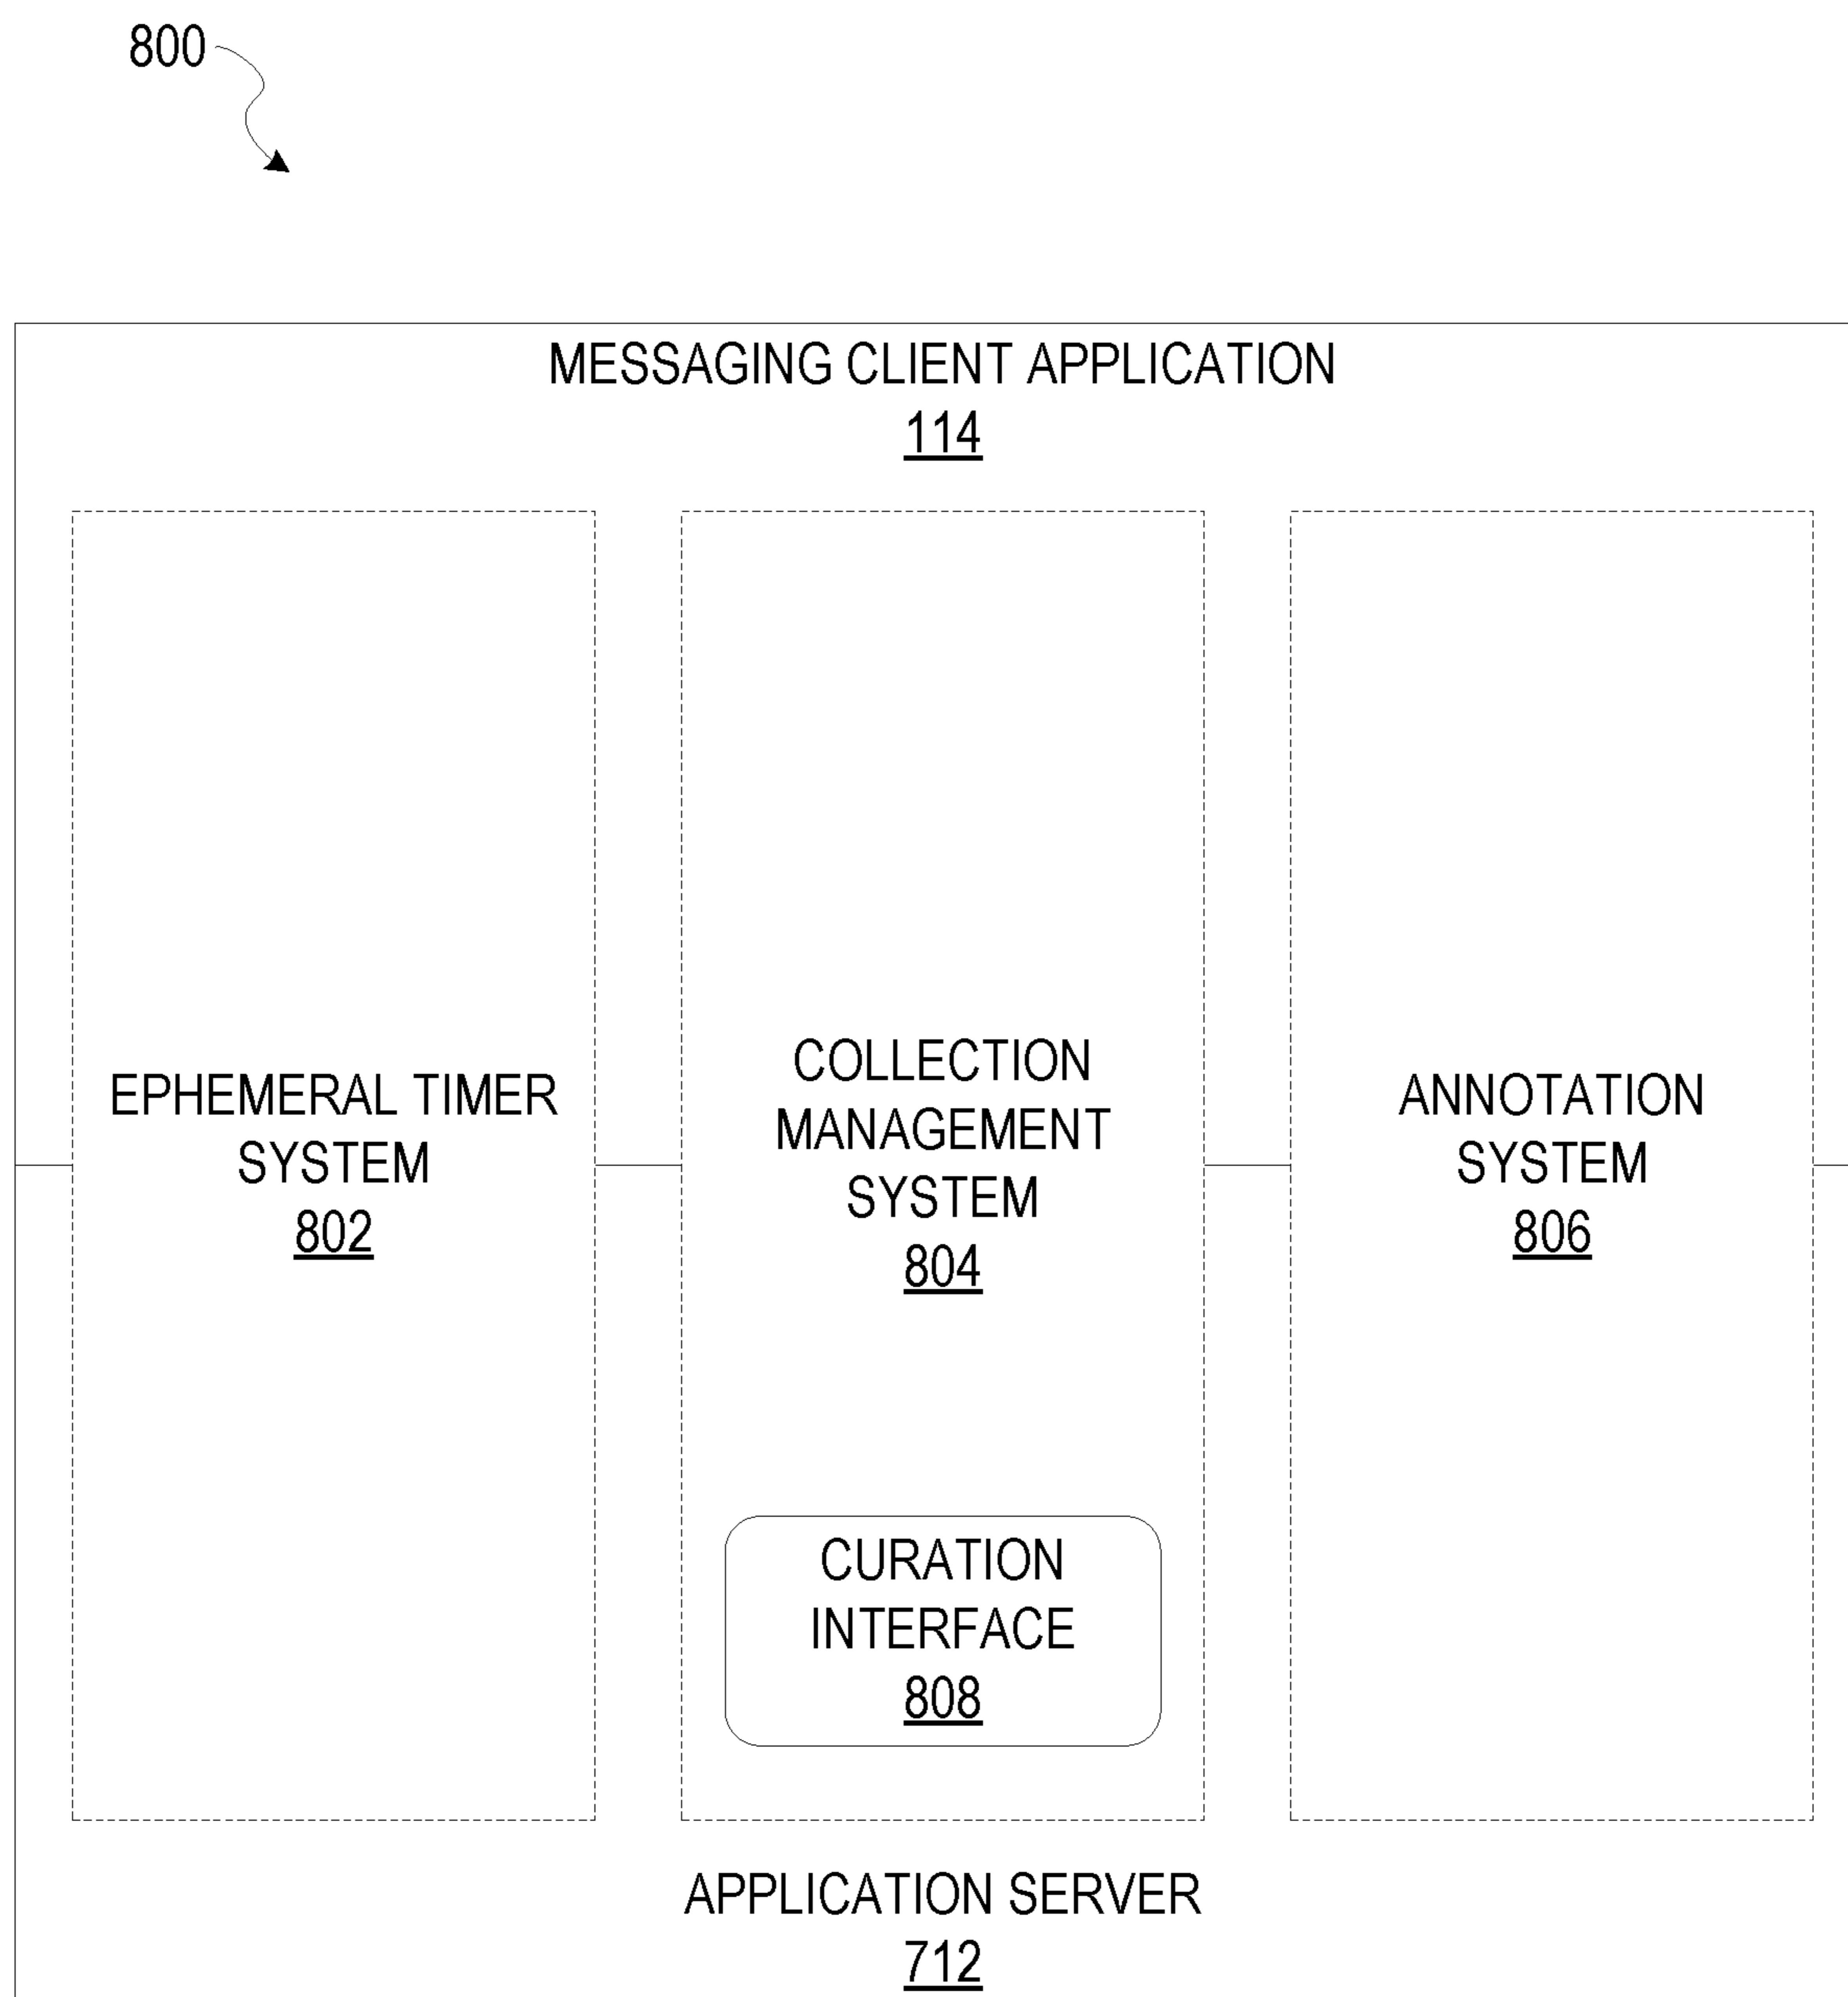 800
MESSAGING CLIENT APPLICATION
114
EPHEMERAL TIMER
SYSTEM
802
COLLECTION
MANAGEMENT
SYSTEM
804
ANNOTATION
SYSTEM
806
CURATION
INTERFACE
808
APPLICATION SERVER
712